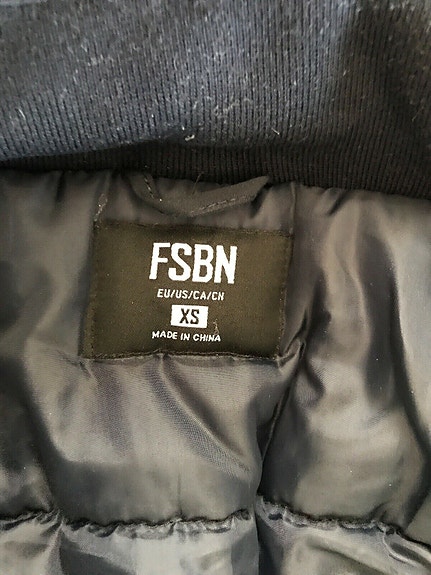 FSBN
EU/US/CA/CN
XS
MADE IN CHINA